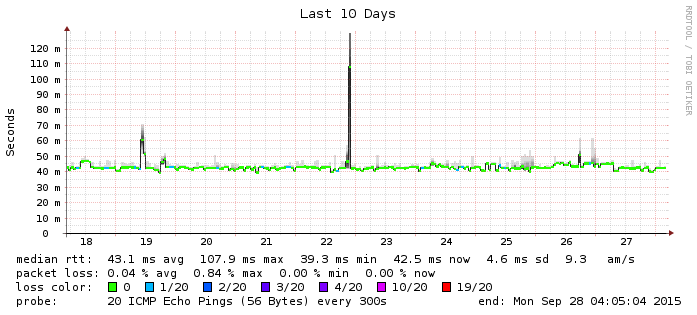 Last 10 Days
RRDTOOL / TOBI OETIKER
Seconds
120 m
110 m
100 m
90 m
80 m
70 m
60 m
50 m
40 m
30 m
20 m
10 m
0
18 19 20 21 22 23 24 25 26 27
median rtt: 43.1 ms avg 107.9 ms max 39.3 ms min 42.5 ms now 4.6 ms sd 9.3 am/s
packet loss: 0.04 % avg 0.84 % max 0.00 % min 0.00 % now
loss color: 0 1/20 2/20 3/20 4/20 10/20 19/20
probe: 20 ICMP Echo Pings (56 Bytes) every 300s end: Mon Sep 28 04:05:04 2015